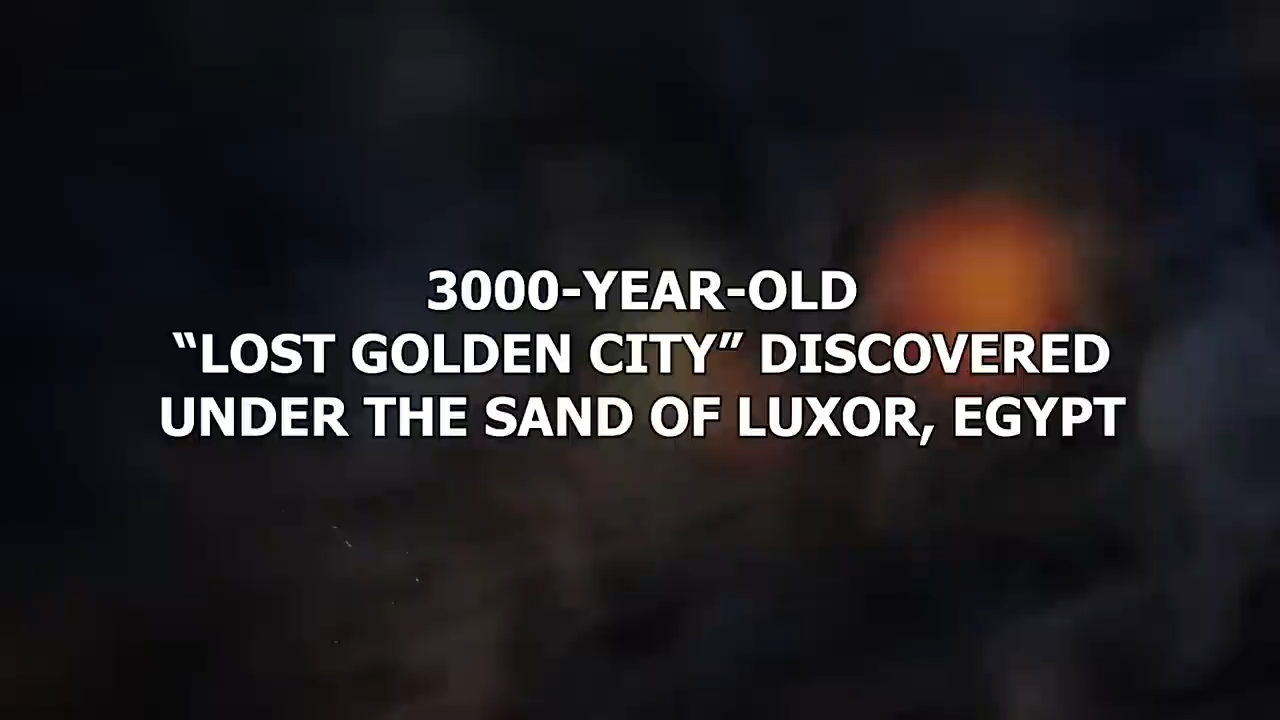 3000-YEAR-OLD
“LOST GOLDEN CITY” DISCOVERED
UNDER THE SAND OF LUXOR, EGYPT